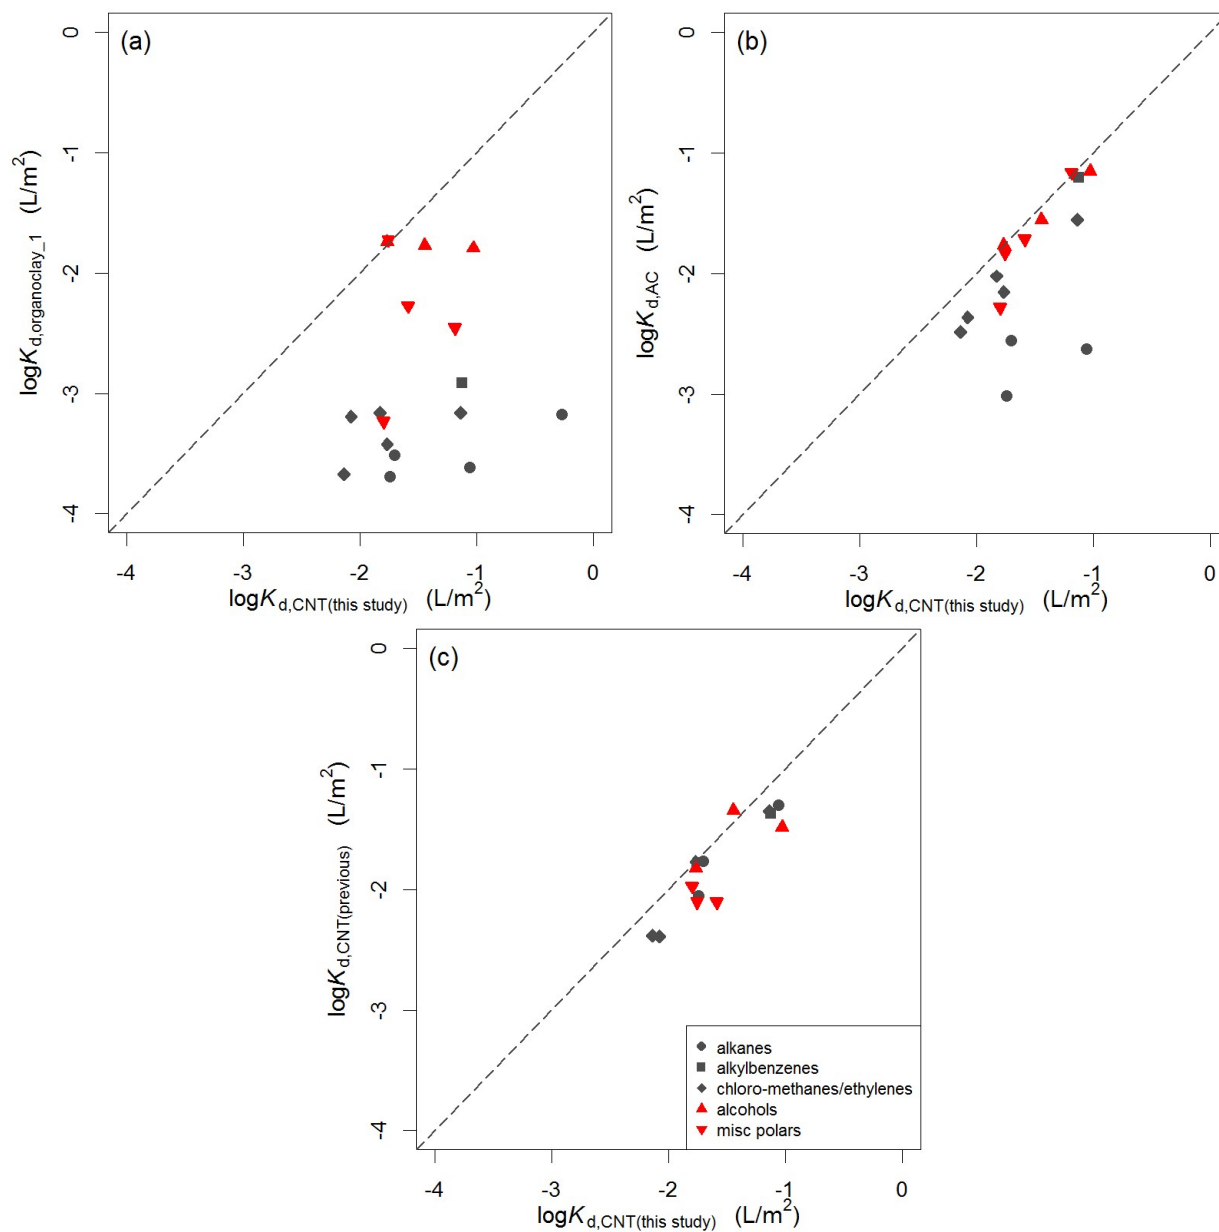 (a)
0
-1
-2
-3
-4
logKd,organoclay_1 (L/m2)
-4 -3 -2 -1 0
logKd,CNT(this study) (L/m2)
(b)
0
-1
-2
-3
-4
logKd,AC (L/m2)
-4 -3 -2 -1 0
logKd,CNT(this study) (L/m2)
(c)
0
-1
-2
-3
-4
logKd,CNT(previous) (L/m2)
alkanes
alkylbenzenes
chloro-methanes/ethylenes
alcohols
misc polars
-4 -3 -2 -1 0
logKd,CNT(this study) (L/m2)